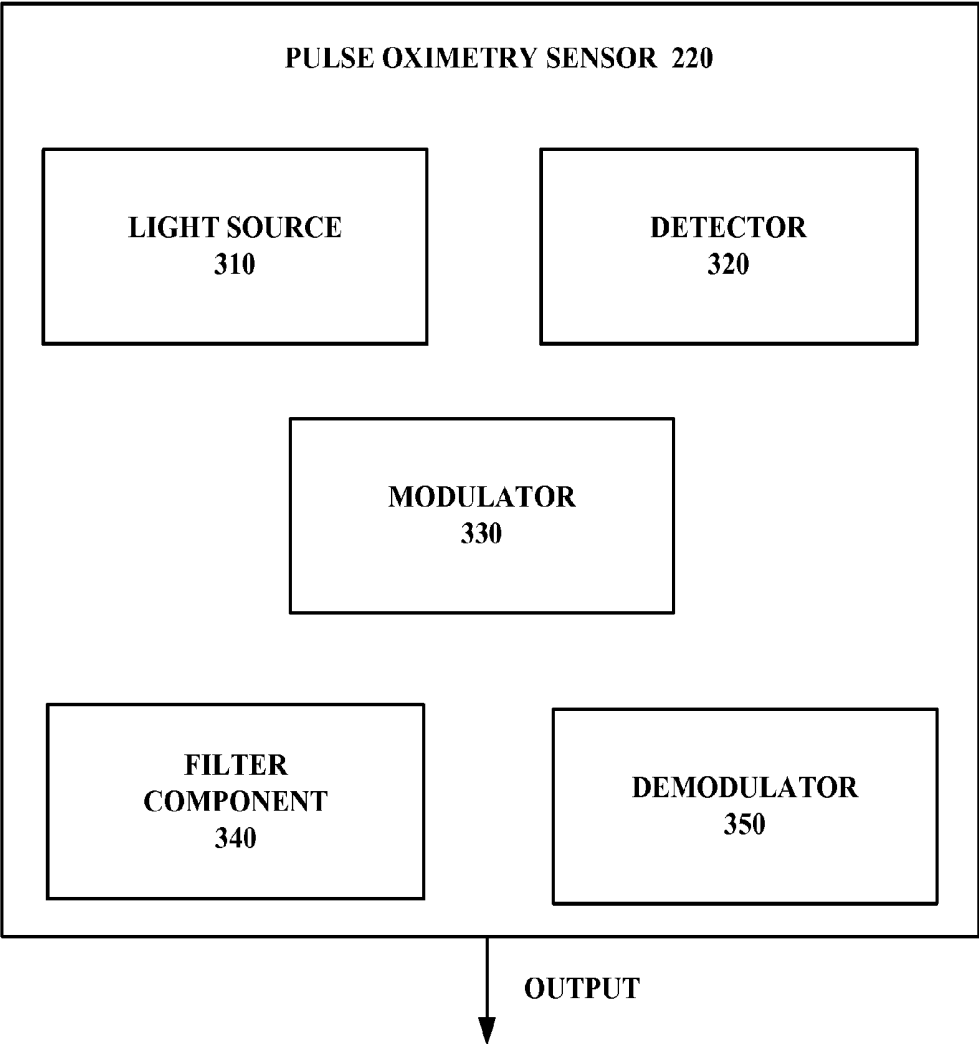 PULSE OXIMETRY SENSOR 220
LIGHT SOURCE
310
DETECTOR
320
MODULATOR
330
FILTER
COMPONENT
340
DEMODULATOR
350
OUTPUT